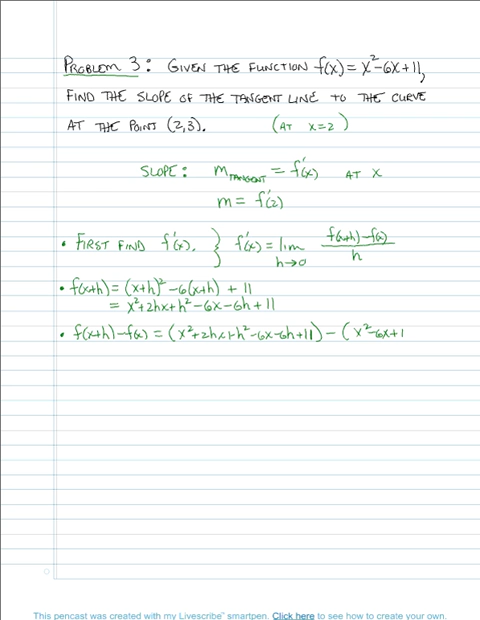 PROBLEM 3: GIVEN THE FUNCTION f(x) = x²-6x+11,
FIND THE SLOPE OF THE TANGENT LINE TO THE CURVE
AT THE POINT (2,3). (AT x=2)
SLOPE: m_TANGENT = f'(x) AT x
m = f'(2)
• FIRST FIND f'(x). } f'(x) = lim_{h→0} (f(x+h)-f(x))/h
• f(x+h) = (x+h)² -6(x+h) + 11
= x²+2hx+h² -6x-6h+11
• f(x+h)-f(x) = (x²+2hx+h²-6x-6h+11) - (x²-6x+1
This pencast was created with my Livescribe™ smartpen. Click here to see how to create your own.